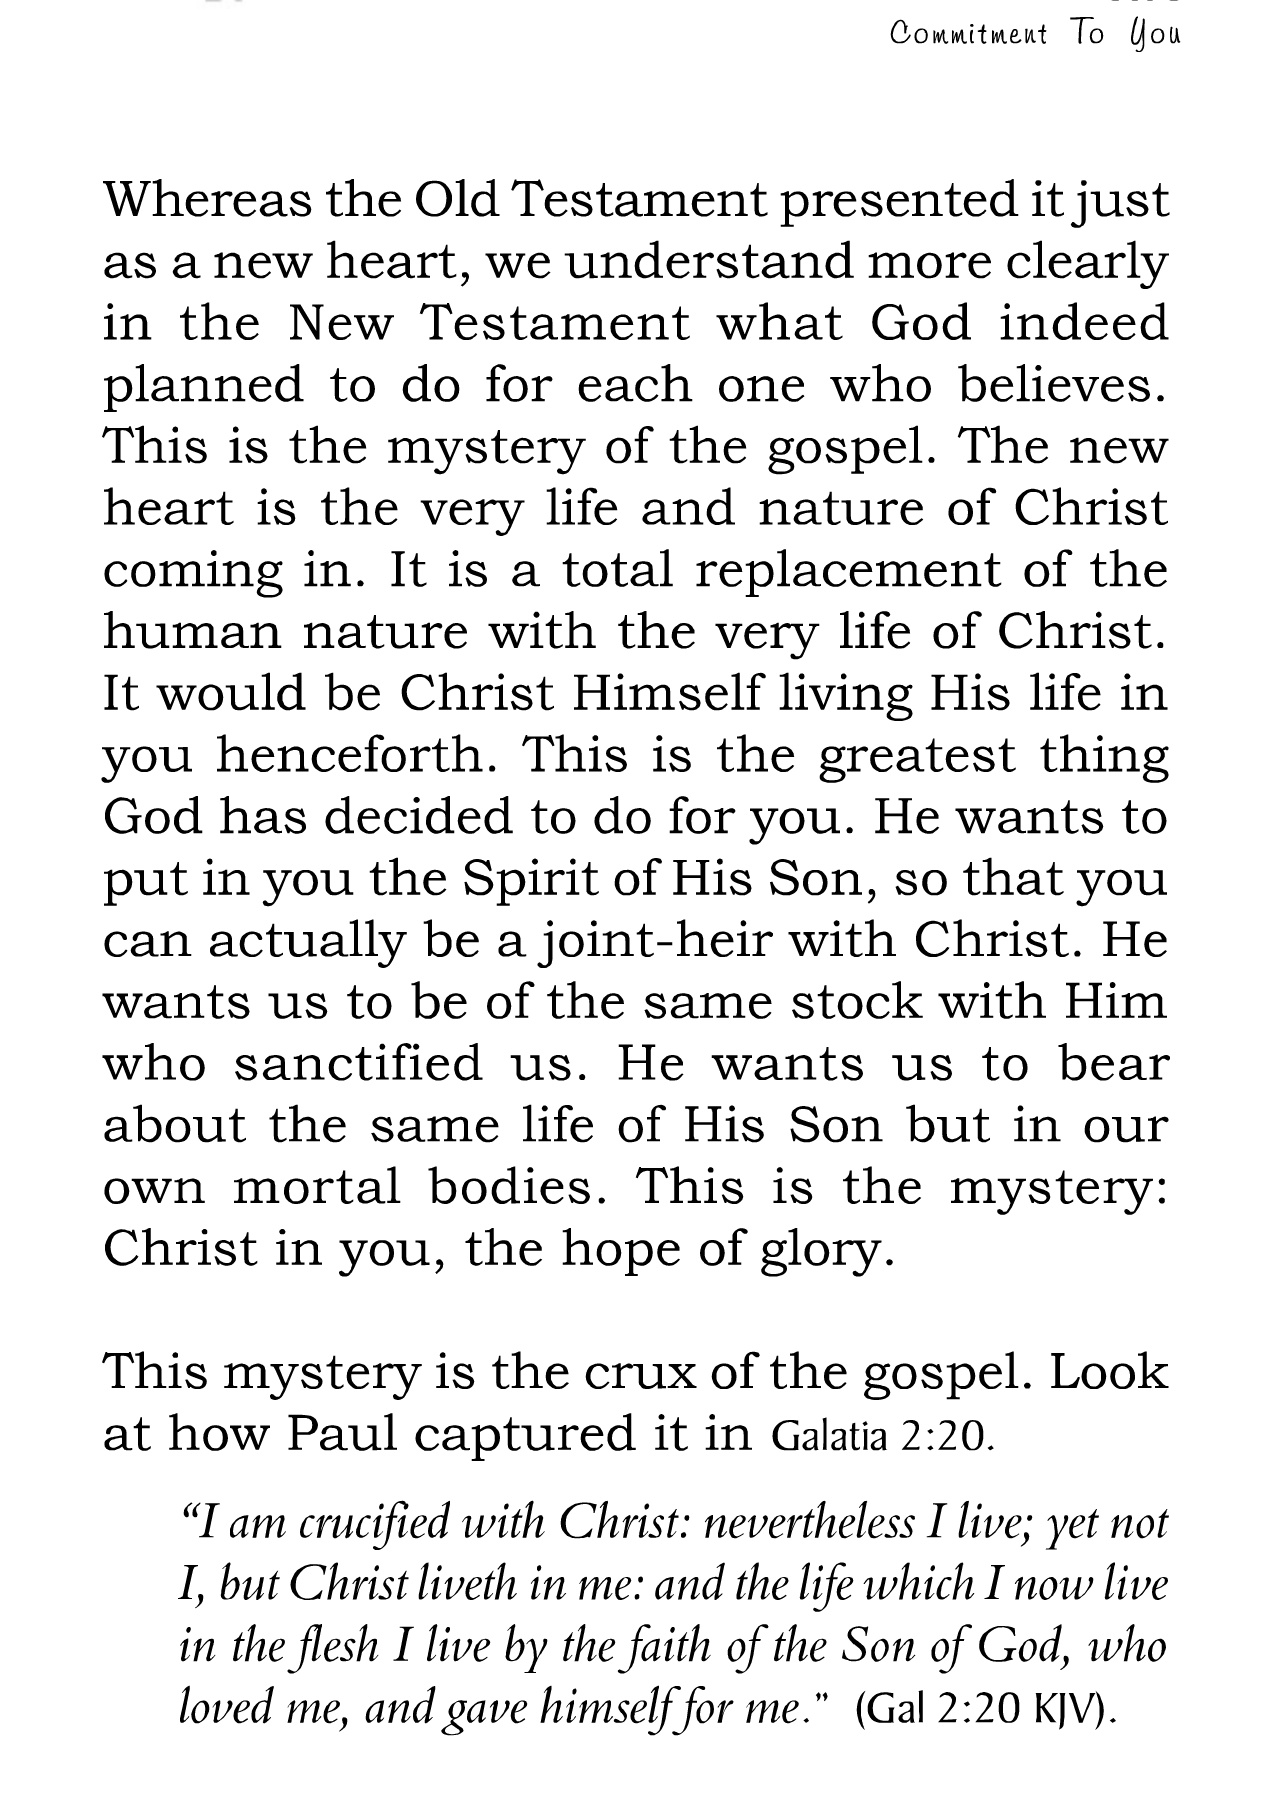 Commitment To You
Whereas the Old Testament presented it just
as a new heart, we understand more clearly
in the New Testament what God indeed
planned to do for each one who believes.
This is the mystery of the gospel. The new
heart is the very life and nature of Christ
coming in. It is a total replacement of the
human nature with the very life of Christ.
It would be Christ Himself living His life in
you henceforth. This is the greatest thing
God has decided to do for you. He wants to
put in you the Spirit of His Son, so that you
can actually be a joint-heir with Christ. He
wants us to be of the same stock with Him
who sanctified us. He wants us to bear
about the same life of His Son but in our
own mortal bodies. This is the mystery:
Christ in you, the hope of glory.
This mystery is the crux of the gospel. Look
at how Paul captured it in Galatia 2:20.
“I am crucified with Christ: nevertheless I live; yet not
I, but Christ liveth in me: and the life which I now live
in the flesh I live by the faith of the Son of God, who
loved me, and gave himself for me.” (Gal 2:20 KJV).